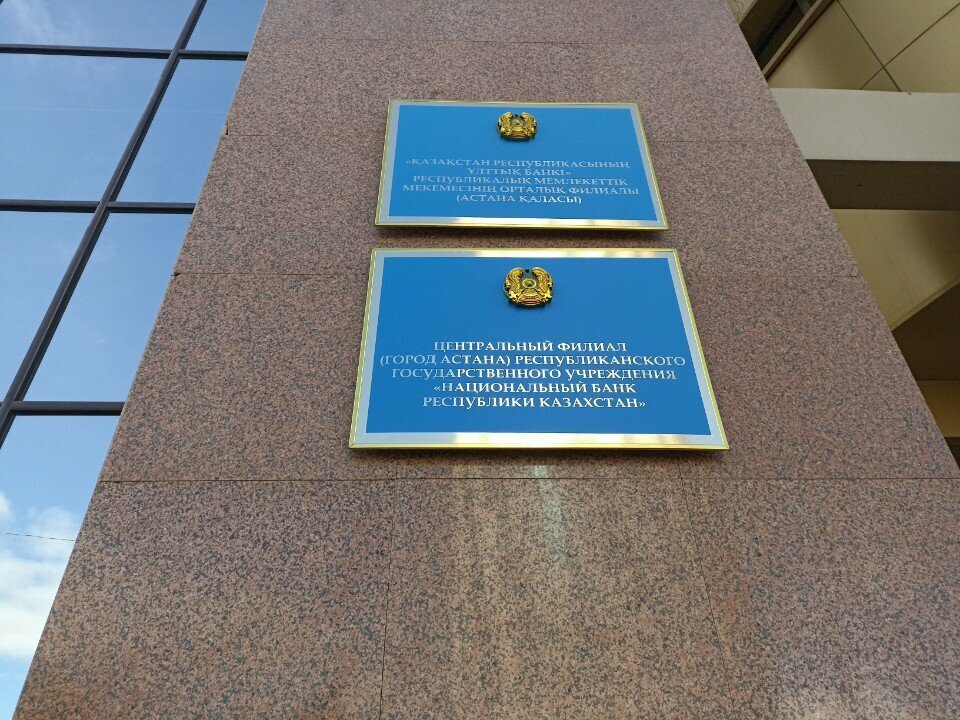 «ҚАЗАҚСТАН РЕСПУБЛИКАСЫНЫҢ
ҰЛТТЫҚ БАНКІ»
РЕСПУБЛИКАЛЫҚ МЕМЛЕКЕТТІК
МЕКЕМЕСІНІҢ ОРТАЛЫҚ ФИЛИАЛЫ
(АСТАНА ҚАЛАСЫ)
ЦЕНТРАЛЬНЫЙ ФИЛИАЛ
(ГОРОД АСТАНА) РЕСПУБЛИКАНСКОГО
ГОСУДАРСТВЕННОГО УЧРЕЖДЕНИЯ
«НАЦИОНАЛЬНЫЙ БАНК
РЕСПУБЛИКИ КАЗАХСТАН»